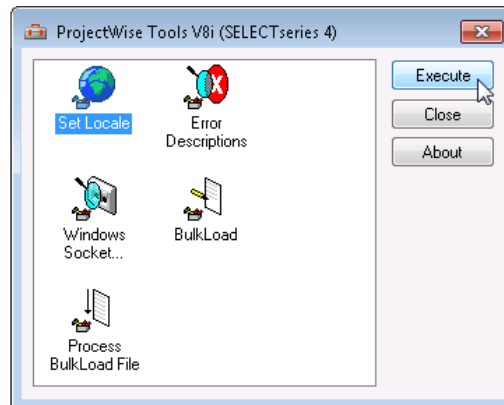 ProjectWise Tools V8i (SELECTseries 4)
Set Locale
Error
Descriptions
Windows
Socket...
BulkLoad
Process
BulkLoad File
Execute
Close
About